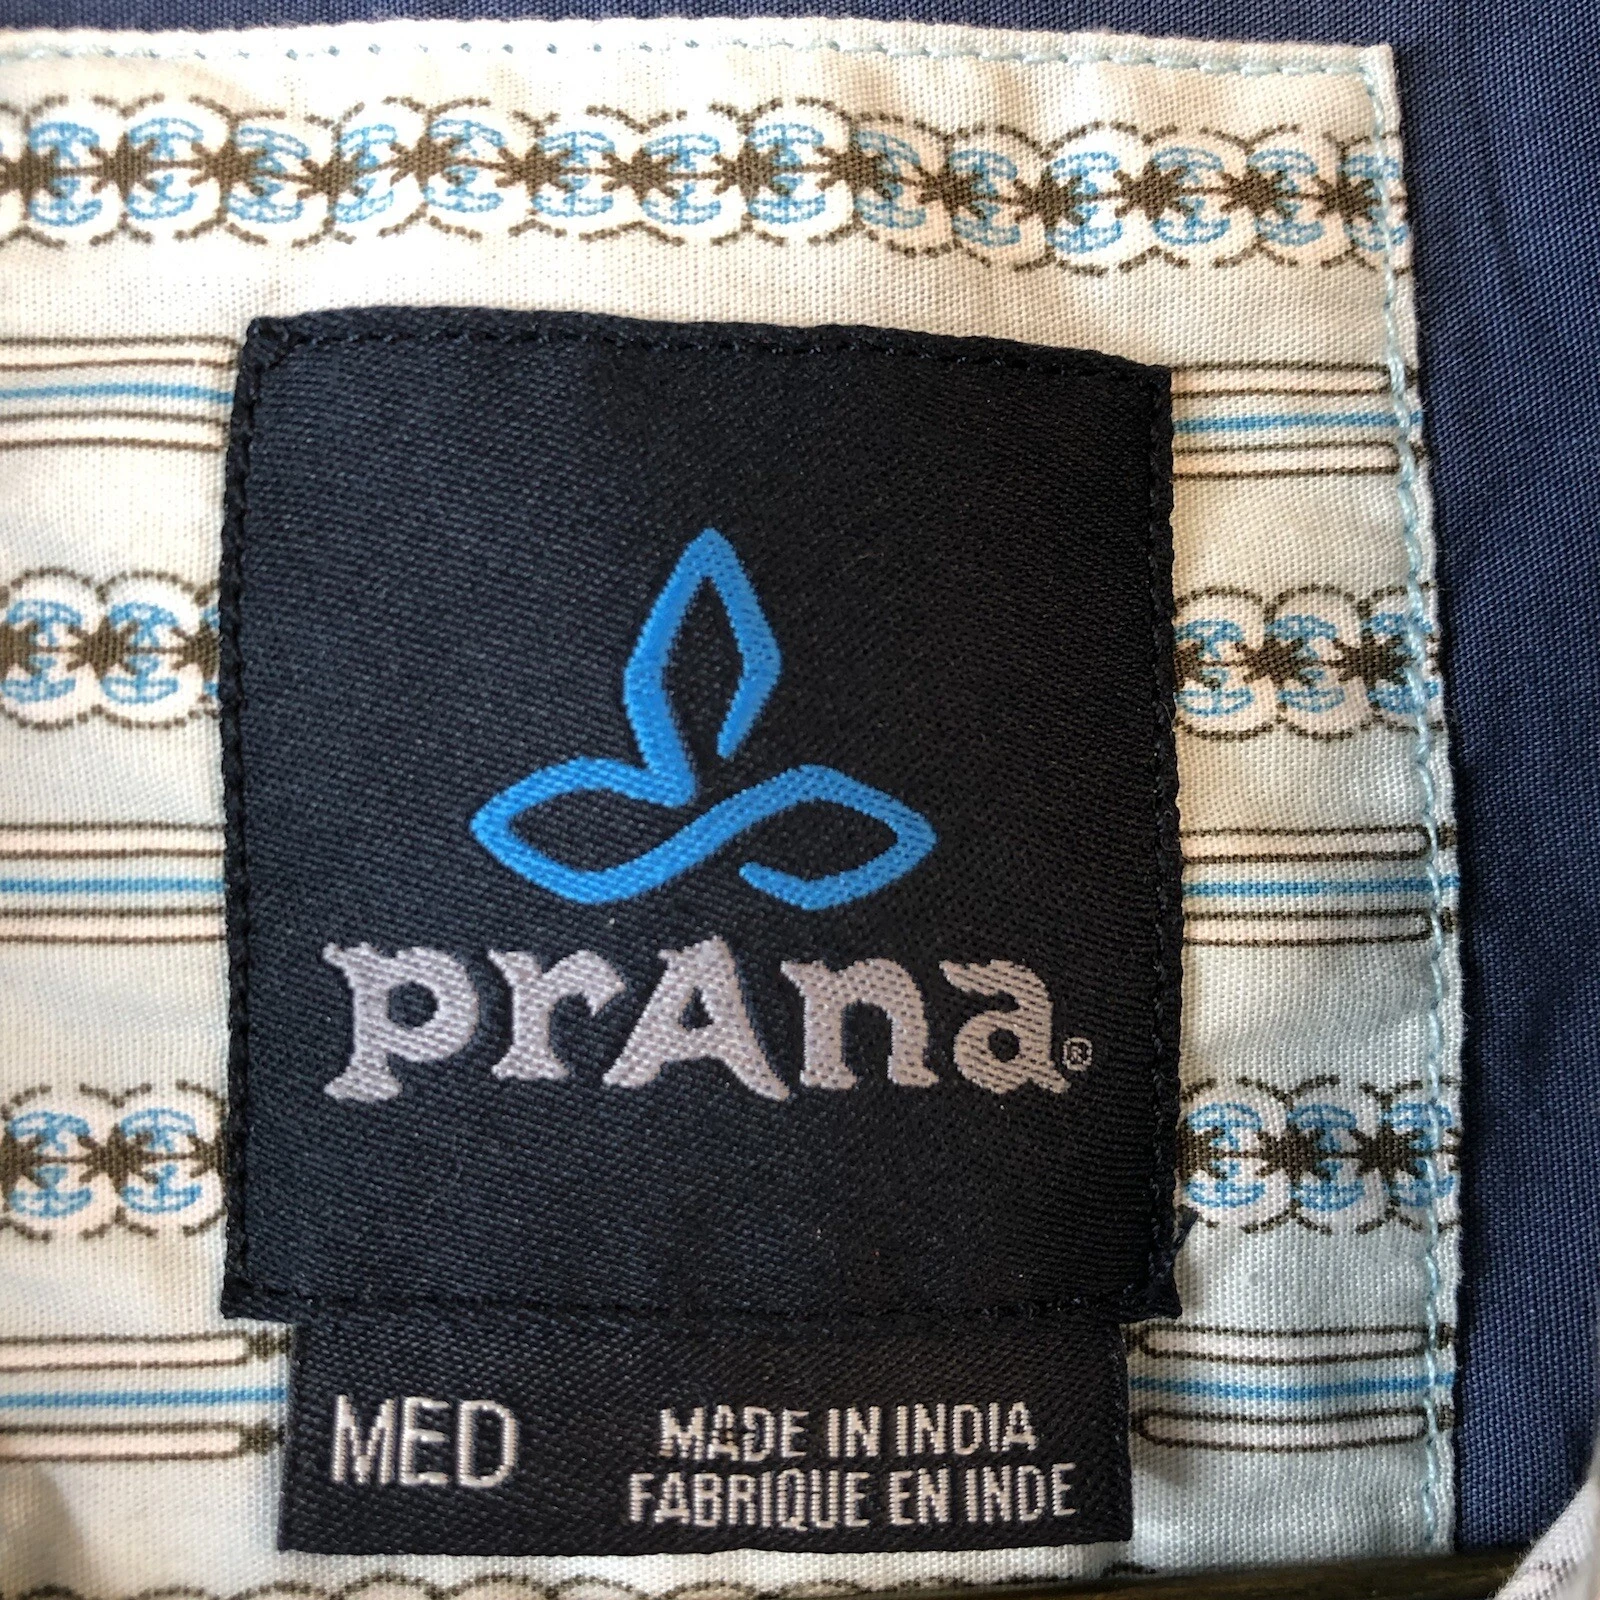 prAna®
MED
MADE IN INDIA
FABRIQUE EN INDE